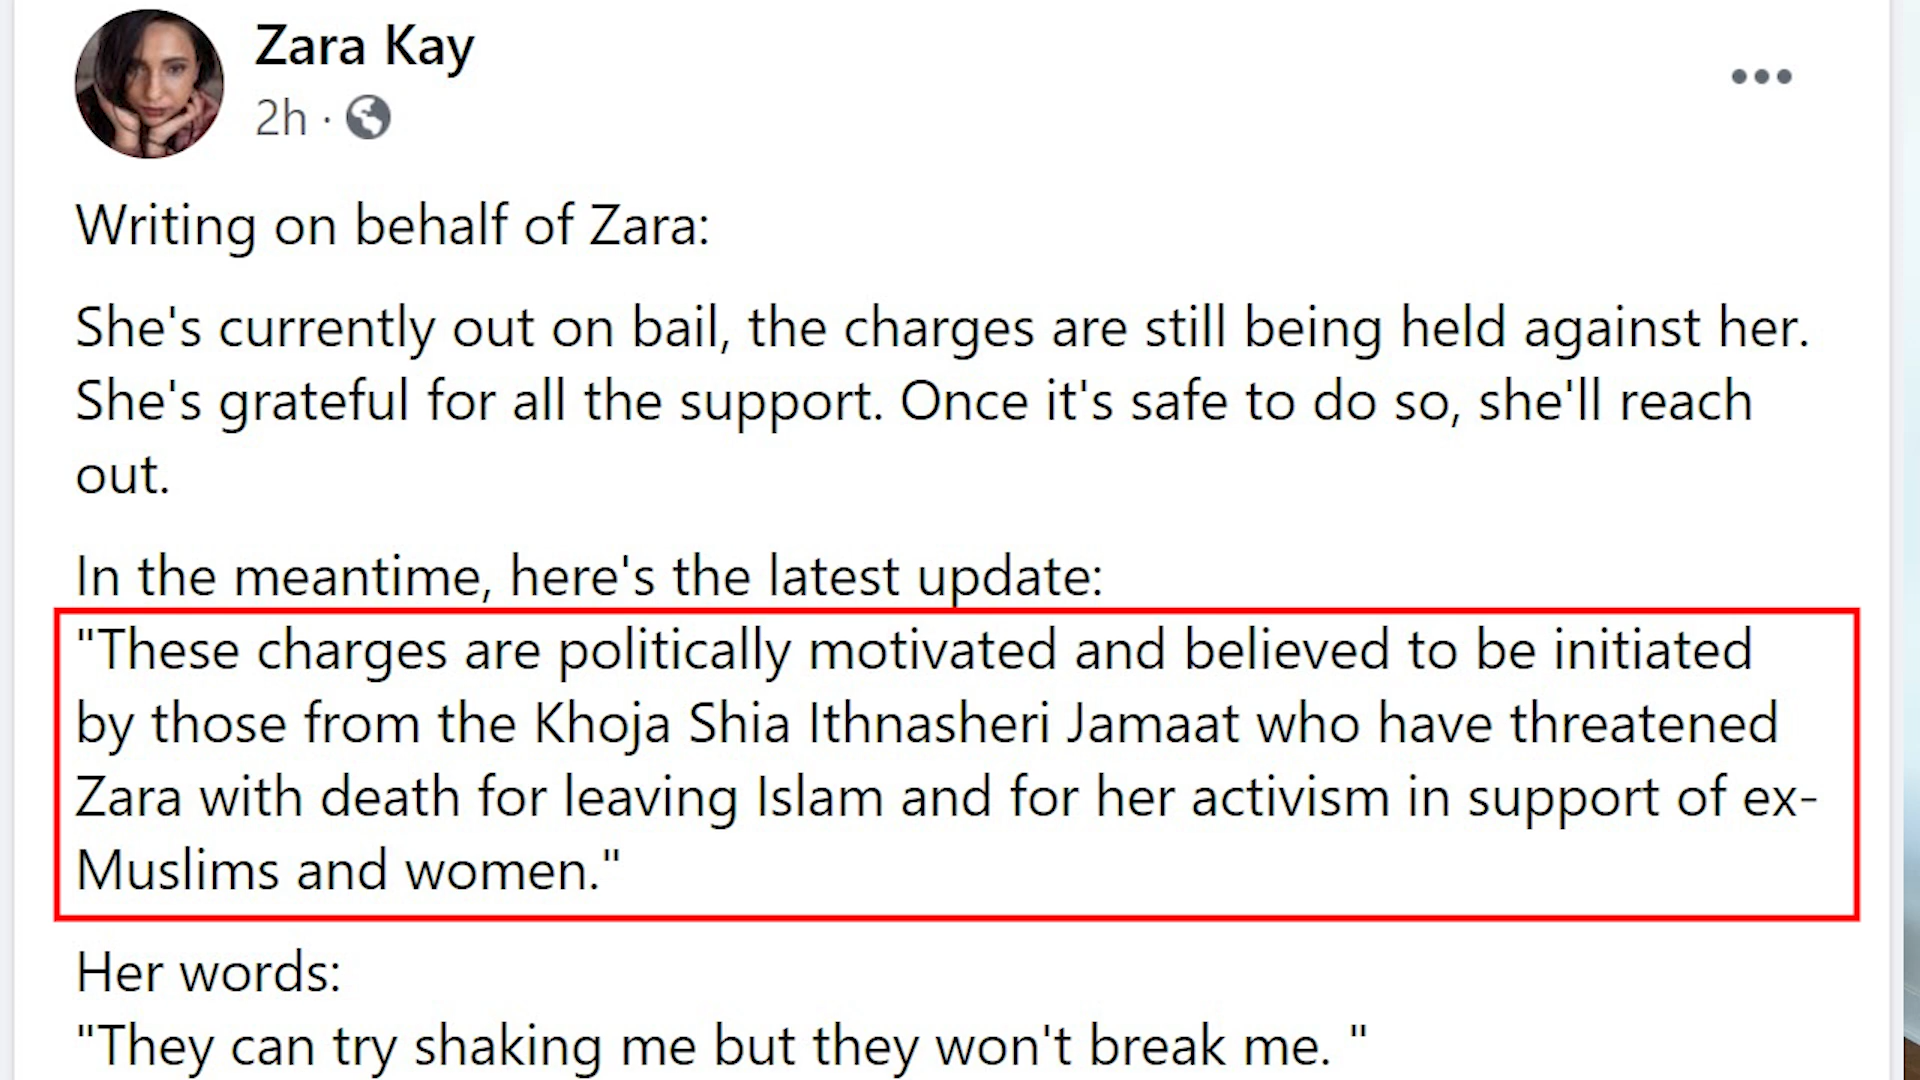 Zara Kay
2h ·
Writing on behalf of Zara:
She's currently out on bail, the charges are still being held against her.
She's grateful for all the support. Once it's safe to do so, she'll reach
out.
In the meantime, here's the latest update:
"These charges are politically motivated and believed to be initiated
by those from the Khoja Shia Ithnasheri Jamaat who have threatened
Zara with death for leaving Islam and for her activism in support of ex-
Muslims and women."
Her words:
"They can try shaking me but they won't break me. "